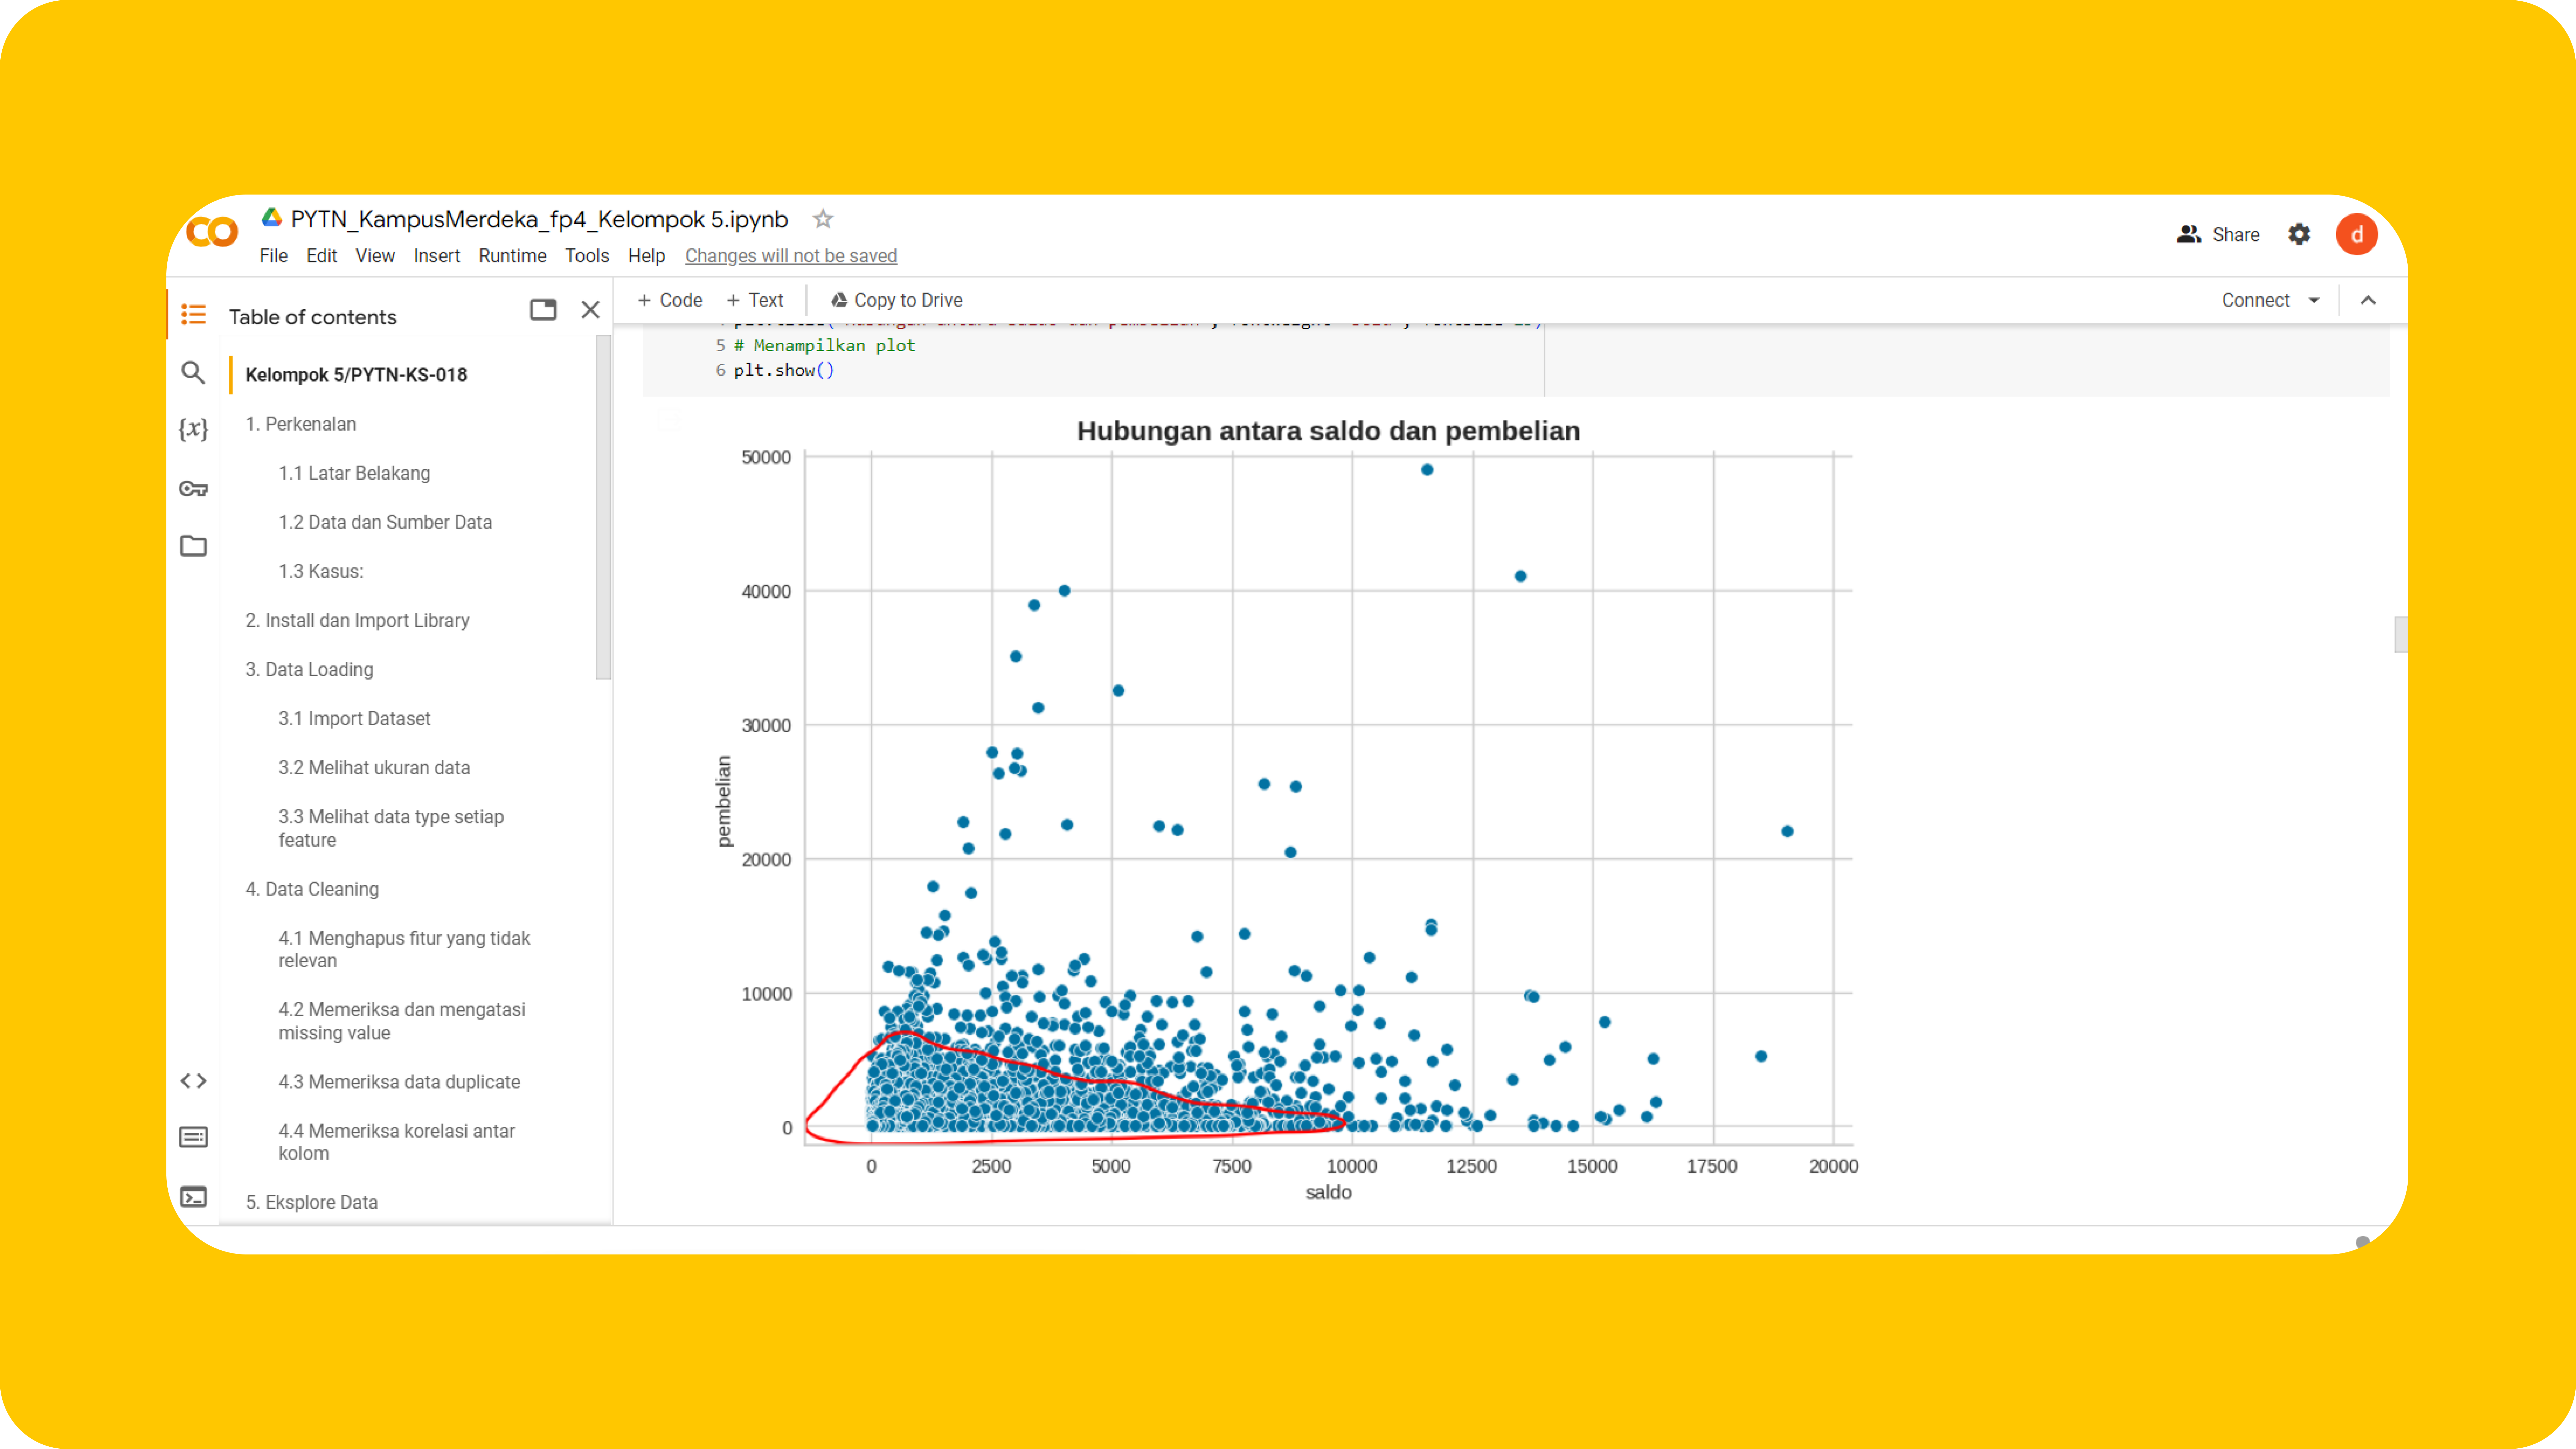 PYTN_KampusMerdeka_fp4_Kelompok 5.ipynb
File Edit View Insert Runtime Tools Help Changes will not be saved
Share
d
Table of contents
+ Code + Text Copy to Drive
Connect
Kelompok 5/PYTN-KS-018
1. Perkenalan
1.1 Latar Belakang
1.2 Data dan Sumber Data
1.3 Kasus:
2. Install dan Import Library
3. Data Loading
3.1 Import Dataset
3.2 Melihat ukuran data
3.3 Melihat data type setiap
feature
4. Data Cleaning
4.1 Menghapus fitur yang tidak
relevan
4.2 Memeriksa dan mengatasi
missing value
4.3 Memeriksa data duplicate
4.4 Memeriksa korelasi antar
kolom
5. Eksplore Data
5 # Menampilkan plot
6 plt.show()
Hubungan antara saldo dan pembelian
50000
40000
30000
20000
10000
0
pembelian
0 2500 5000 7500 10000 12500 15000 17500 20000
saldo